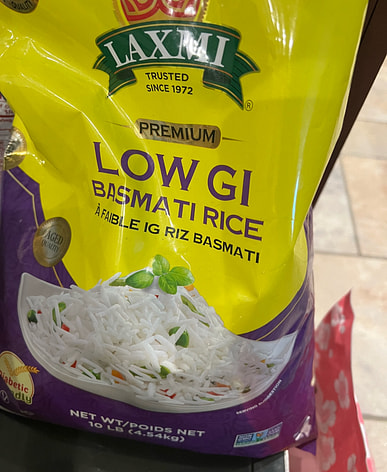 LAXMI
TRUSTED
SINCE 1972
®
PREMIUM
LOW GI
BASMATI RICE
À FAIBLE IG RIZ BASMATI
AGED
NET WT/POIDS NET
10 LB (4.54kg)